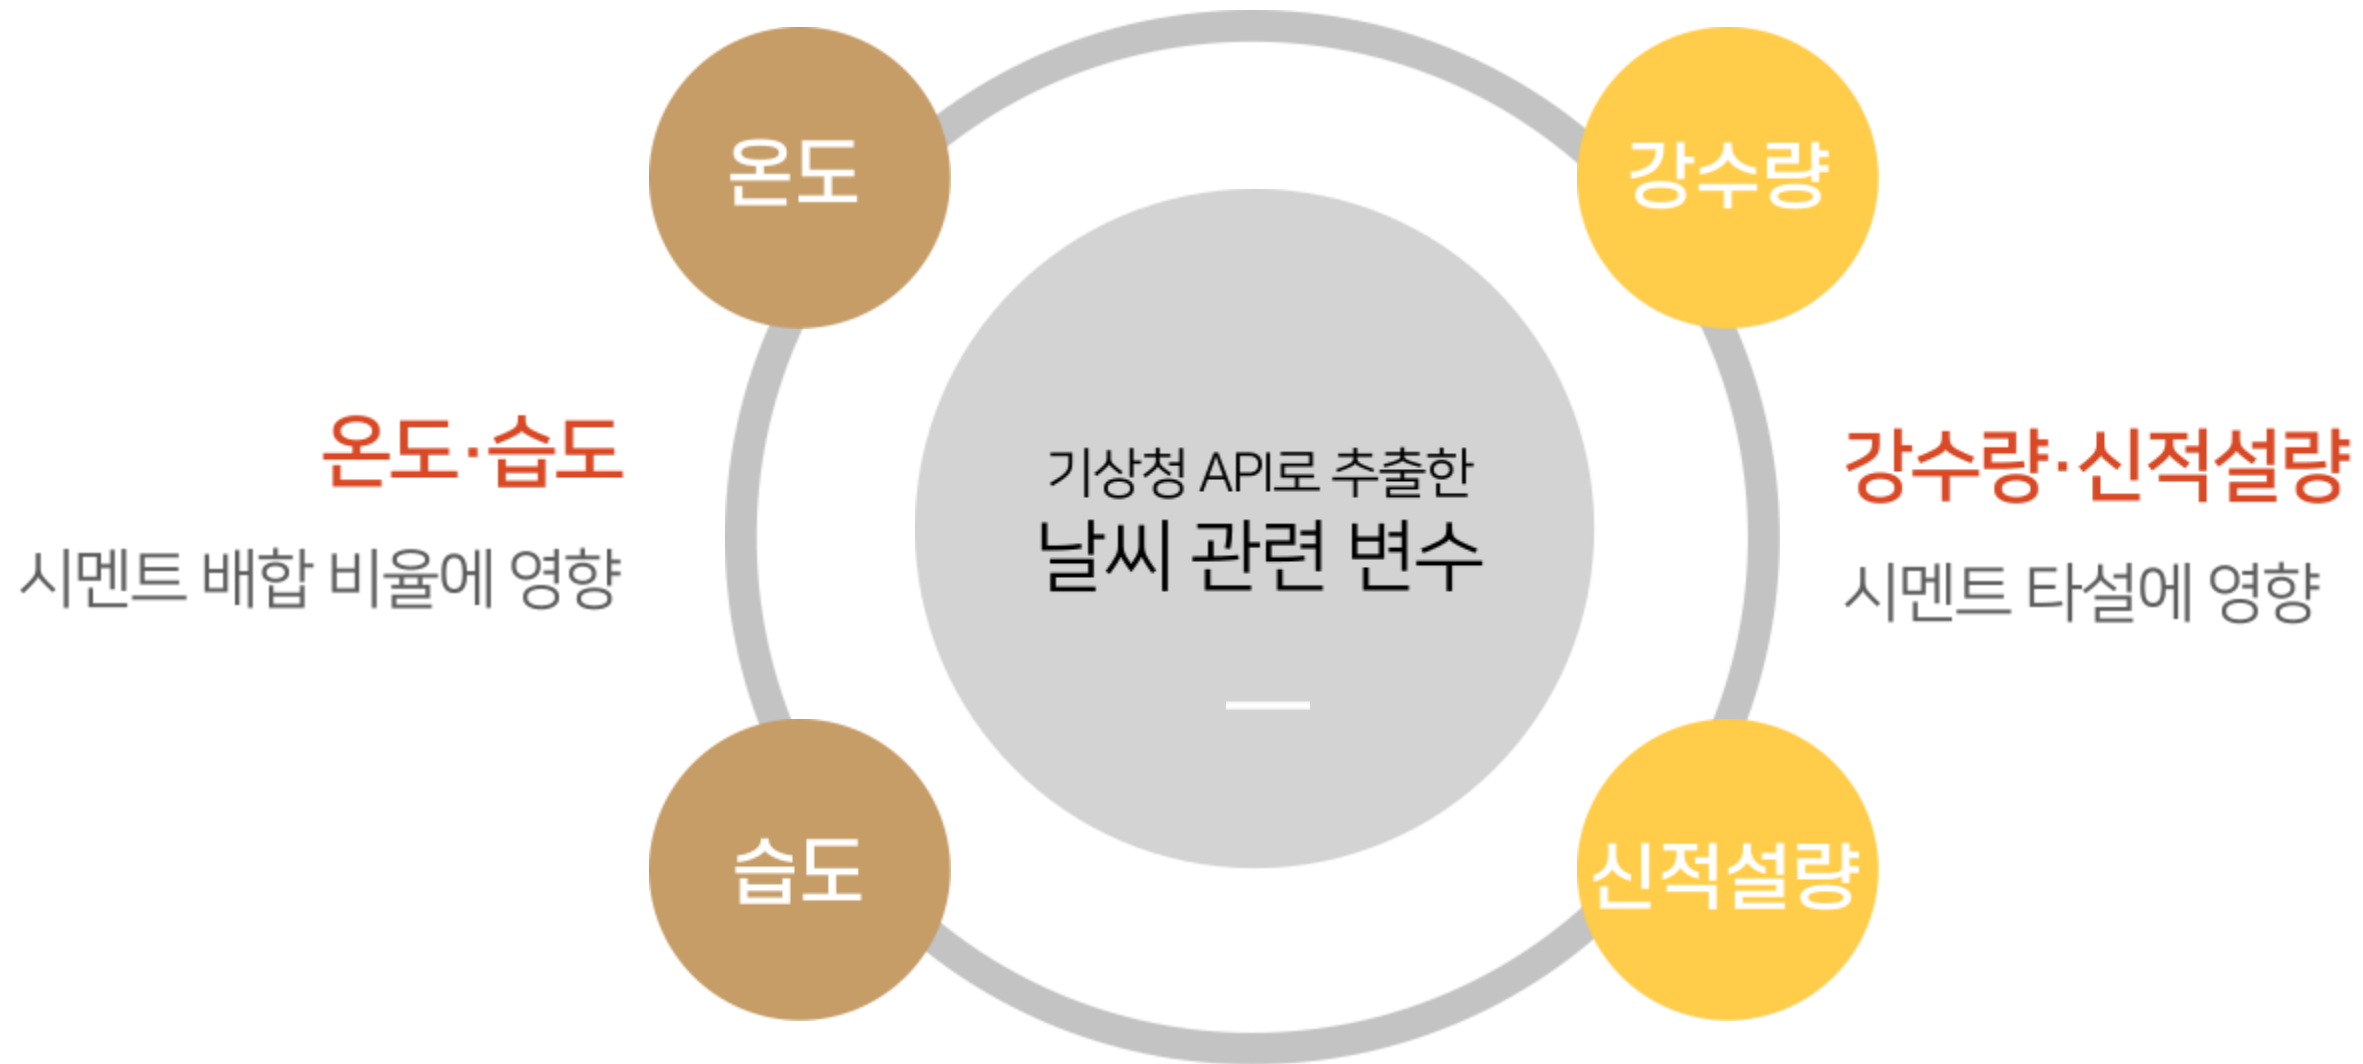 온도
강수량
온도·습도
시멘트 배합 비율에 영향
기상청 API로 추출한
날씨 관련 변수
강수량·신적설량
시멘트 타설에 영향
습도
신적설량